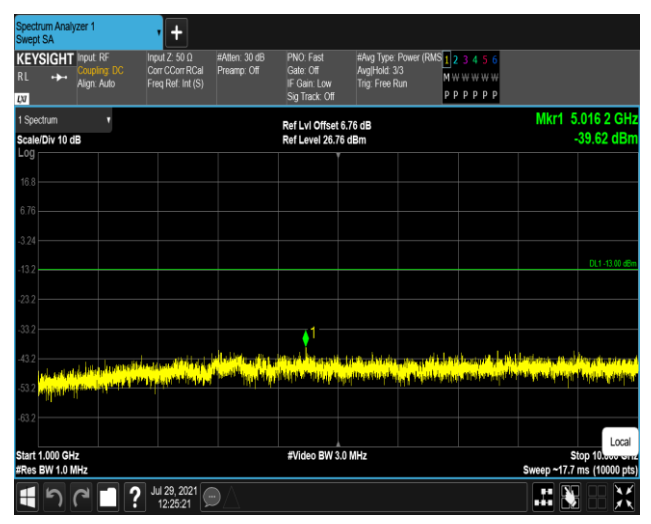 Spectrum Analyzer 1
Swept SA
KEYSIGHT
RL
LXI
Input: RF
Coupling: DC
Align: Auto
Input Z: 50 Ω
Corr CCorr RCal
Freq Ref: Int (S)
#Atten: 30 dB
Preamp: Off
PNO: Fast
Gate: Off
IF Gain: Low
Sig Track: Off
#Avg Type: Power (RMS
Avg|Hold: 3/3
Trig: Free Run
1 2 3 4 5 6
M W W W W W
P P P P P P
1 Spectrum
Scale/Div 10 dB
Log
Ref Lvl Offset 6.76 dB
Ref Level 26.76 dBm
Mkr1 5.016 2 GHz
-39.62 dBm
16.8
6.76
-3.24
-13.2
DL1 -13.00 dBm
-23.2
-33.2
1
-43.2
-53.2
-63.2
Local
Start 1.000 GHz
#Res BW 1.0 MHz
#Video BW 3.0 MHz
Stop 10.000 GHz
Sweep ~17.7 ms (10000 pts)
?
Jul 29, 2021
12:25:21